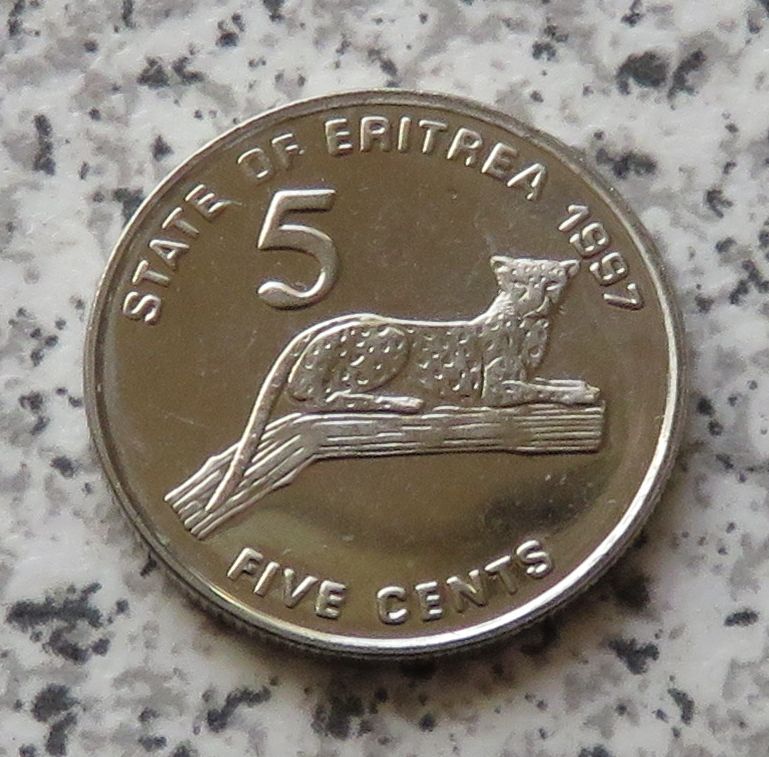 STATE OF ERITREA 1997
5
FIVE CENTS